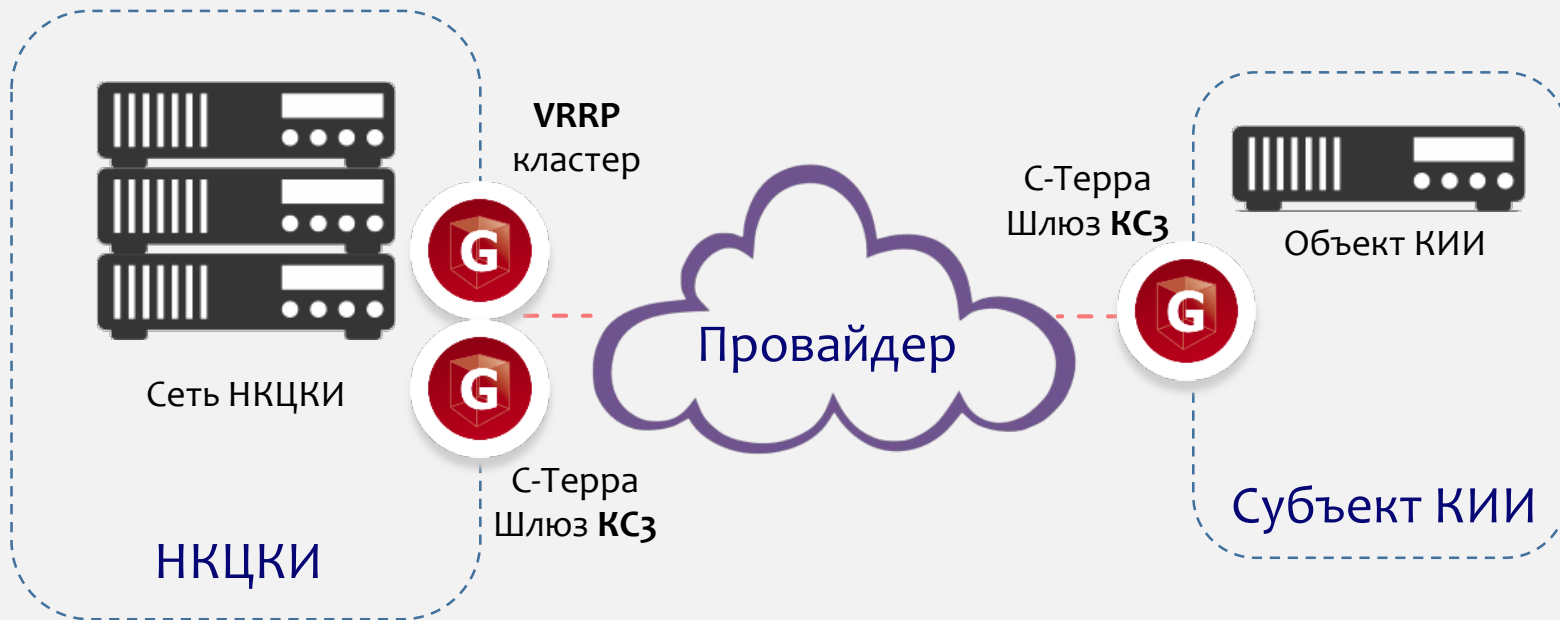 VRRP
кластер
С-Терра
Шлюз КС3
Объект КИИ
G
G
G
Провайдер
Сеть НКЦКИ
С-Терра
Шлюз КС3
Субъект КИИ
НКЦКИ